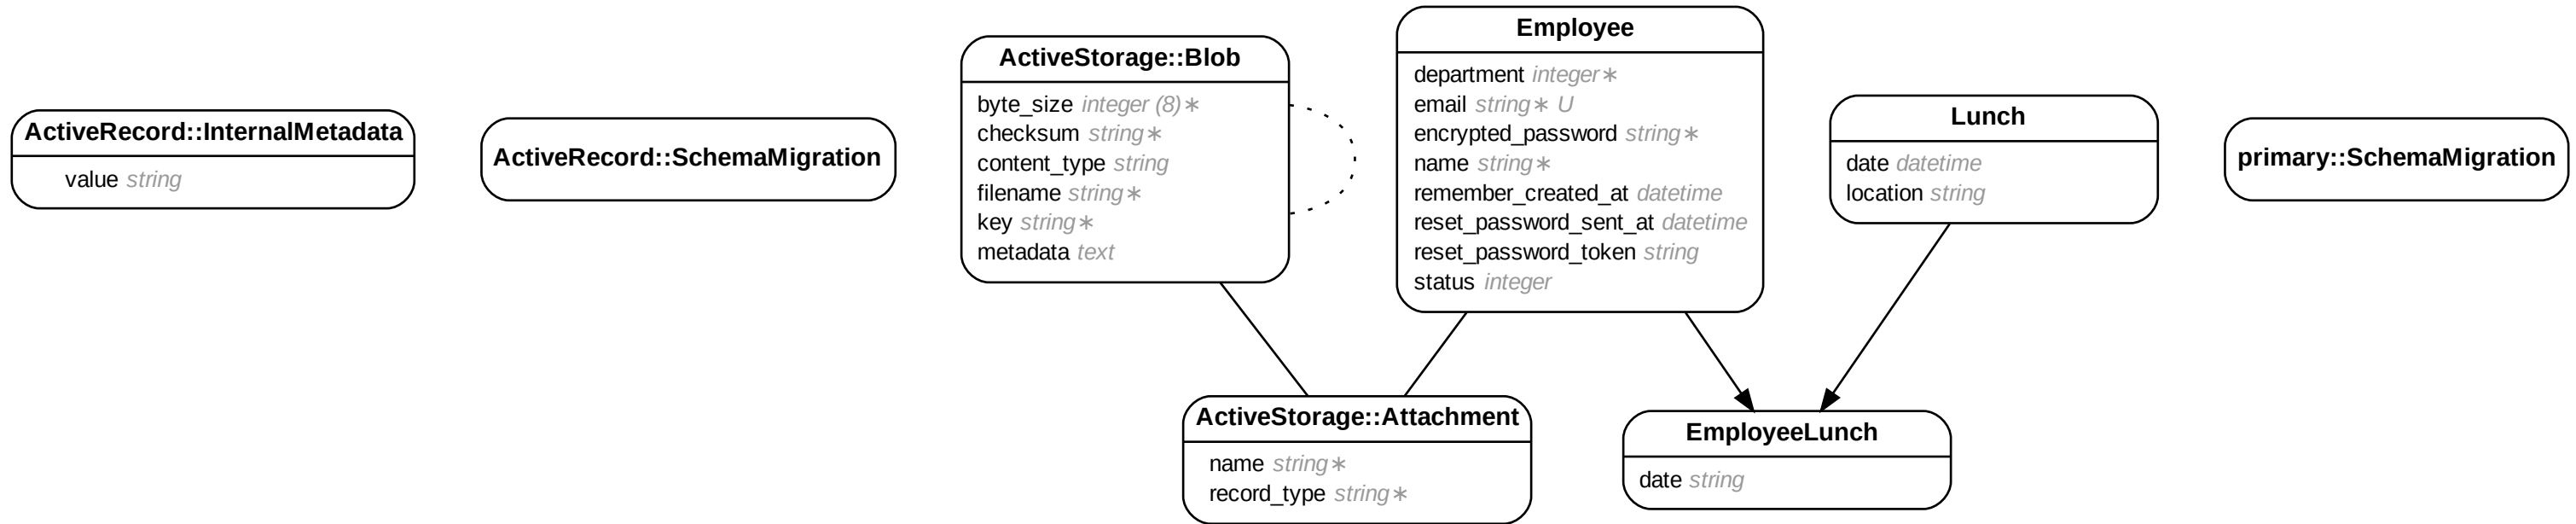 ActiveRecord::InternalMetadata
value string
ActiveRecord::SchemaMigration
ActiveStorage::Blob
byte_size integer (8)∗
checksum string∗
content_type string
filename string∗
key string∗
metadata text
Employee
department integer∗
email string∗ U
encrypted_password string∗
name string∗
remember_created_at datetime
reset_password_sent_at datetime
reset_password_token string
status integer
Lunch
date datetime
location string
primary::SchemaMigration
ActiveStorage::Attachment
name string∗
record_type string∗
EmployeeLunch
date string